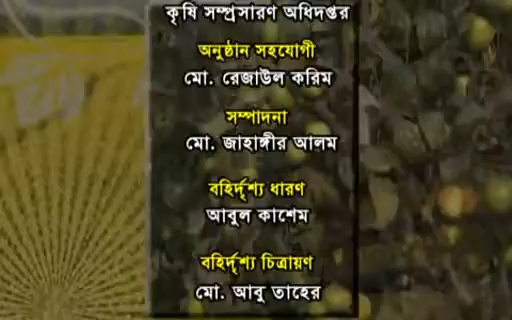 কৃষি সম্প্রসারণ অধিদপ্তর
অনুষ্ঠান সহযোগী
মো. রেজাউল করিম
সম্পাদনা
মো. জাহাঙ্গীর আলম
বহির্দৃশ্য ধারণ
আবুল কাশেম
বহির্দৃশ্য চিত্রায়ণ
মো. আবু তাহের